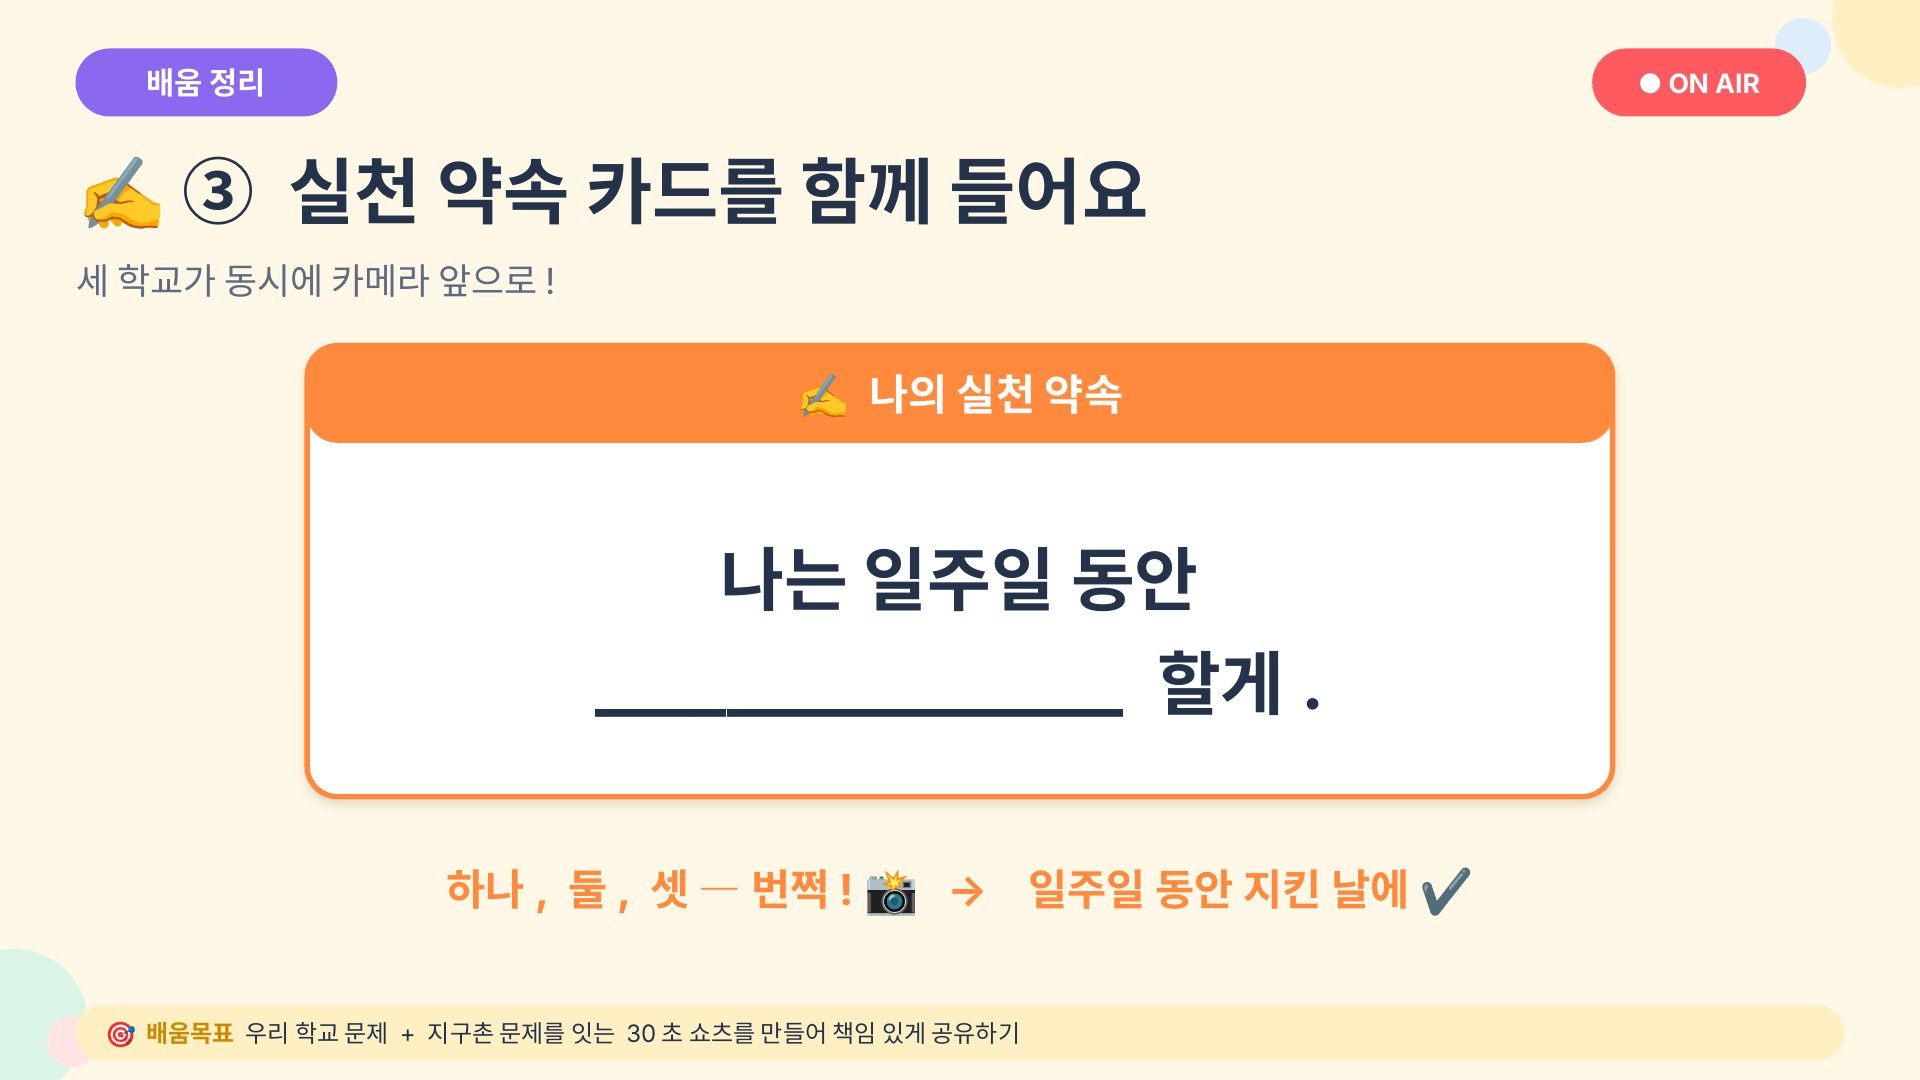 배움 정리
● ON AIR
✍️ ③ 실천 약속 카드를 함께 들어요
세 학교가 동시에 카메라 앞으로 !
✍️ 나의 실천 약속
나는 일주일 동안
________________ 할게 .
하나 , 둘 , 셋 — 번쩍 ! 📸 → 일주일 동안 지킨 날에 ✔️
🎯 배움목표 우리 학교 문제 + 지구촌 문제를 잇는 30 초 쇼츠를 만들어 책임 있게 공유하기